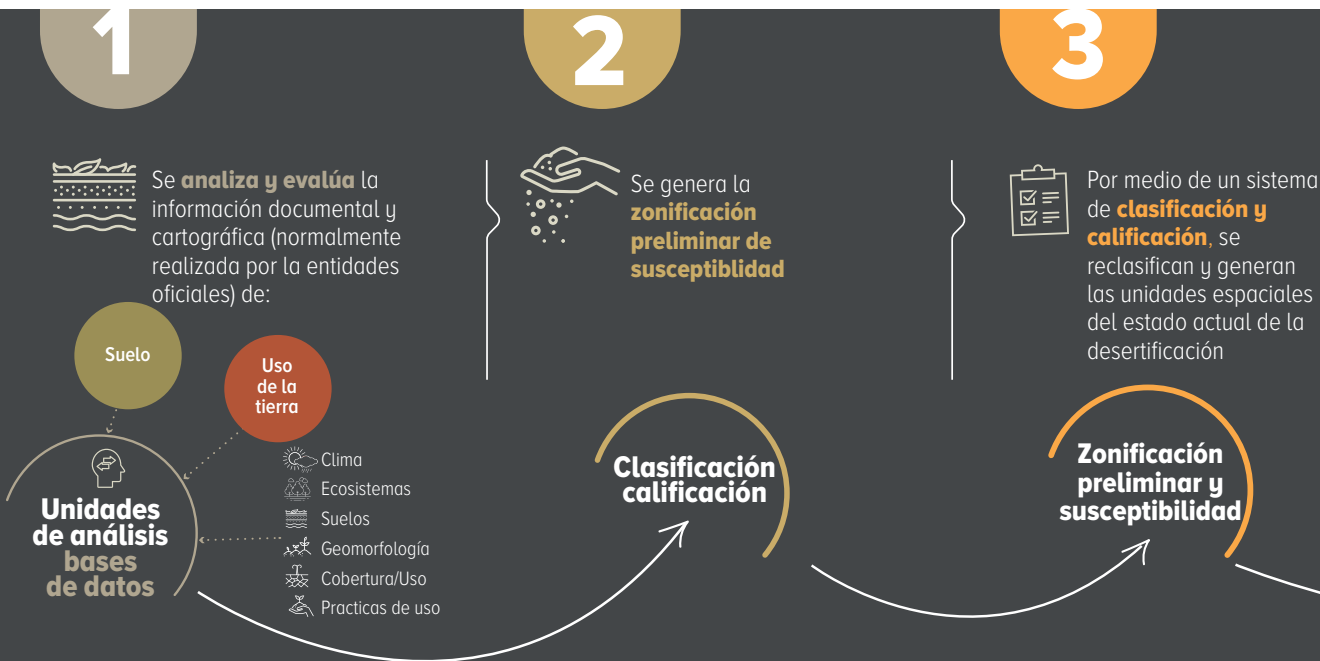 1
Se analiza y evalúa la
información documental y
cartográfica (normalmente
realizada por la entidades
oficiales) de:
Suelo
Uso
de la
tierra
Clima
Ecosistemas
Suelos
Geomorfología
Cobertura/Uso
Practicas de uso
Unidades
de análisis
bases
de datos
2
Se genera la
zonificación
preliminar de
susceptiblidad
Clasificación
calificación
3
Por medio de un sistema
de clasificación y
calificación, se
reclasifican y generan
las unidades espaciales
del estado actual de la
desertificación
Zonificación
preliminar y
susceptibilidad